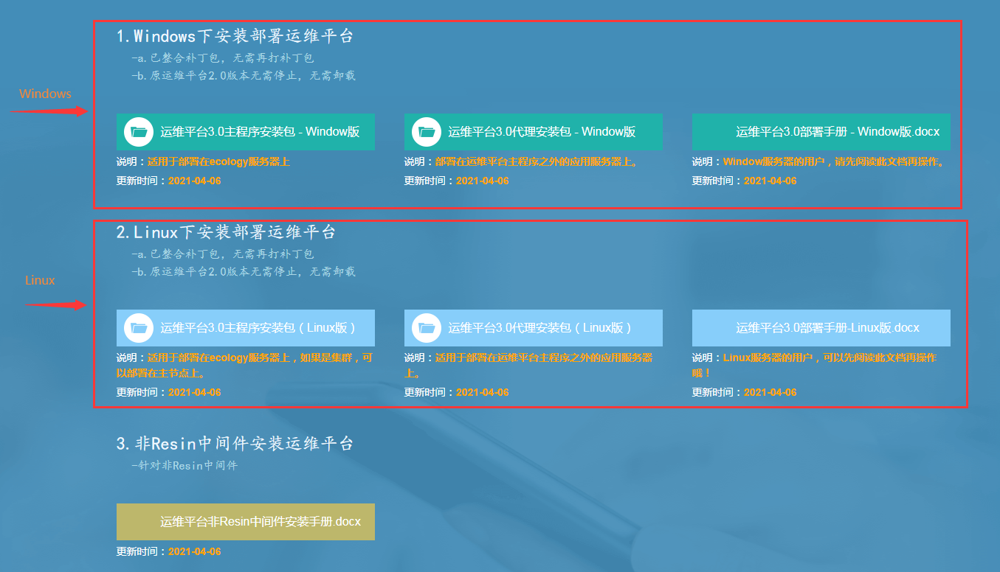 1.Windows下安装部署运维平台
-a.已整合补丁包，无需再打补丁包
-b.原运维平台2.0版本无需停止，无需卸载
Windows
运维平台3.0主程序安装包 - Window版
运维平台3.0代理安装包 - Window版
运维平台3.0部署手册 - Window版.docx
说明：适用于部署在ecology服务器上
说明：部署在运维平台主程序之外的应用服务器上。
说明：Window服务器的用户，请先阅读此文档再操作。
更新时间：2021-04-06
更新时间：2021-04-06
更新时间：2021-04-06
2.Linux下安装部署运维平台
-a.已整合补丁包，无需再打补丁包
-b.原运维平台2.0版本无需停止，无需卸载
Linux
运维平台3.0主程序安装包（Linux版）
运维平台3.0代理安装包（Linux版）
运维平台3.0部署手册-Linux版.docx
说明：适用于部署在ecology服务器上，如果是集群，可
以部署在主节点上。
说明：适用于部署在运维平台主程序之外的应用服务器
上。
说明：Linux服务器的用户，可以先阅读此文档再操作
哦！
更新时间：2021-04-06
更新时间：2021-04-06
更新时间：2021-04-06
3.非Resin中间件安装运维平台
-针对非Resin中间件
运维平台非Resin中间件安装手册.docx
更新时间：2021-04-06